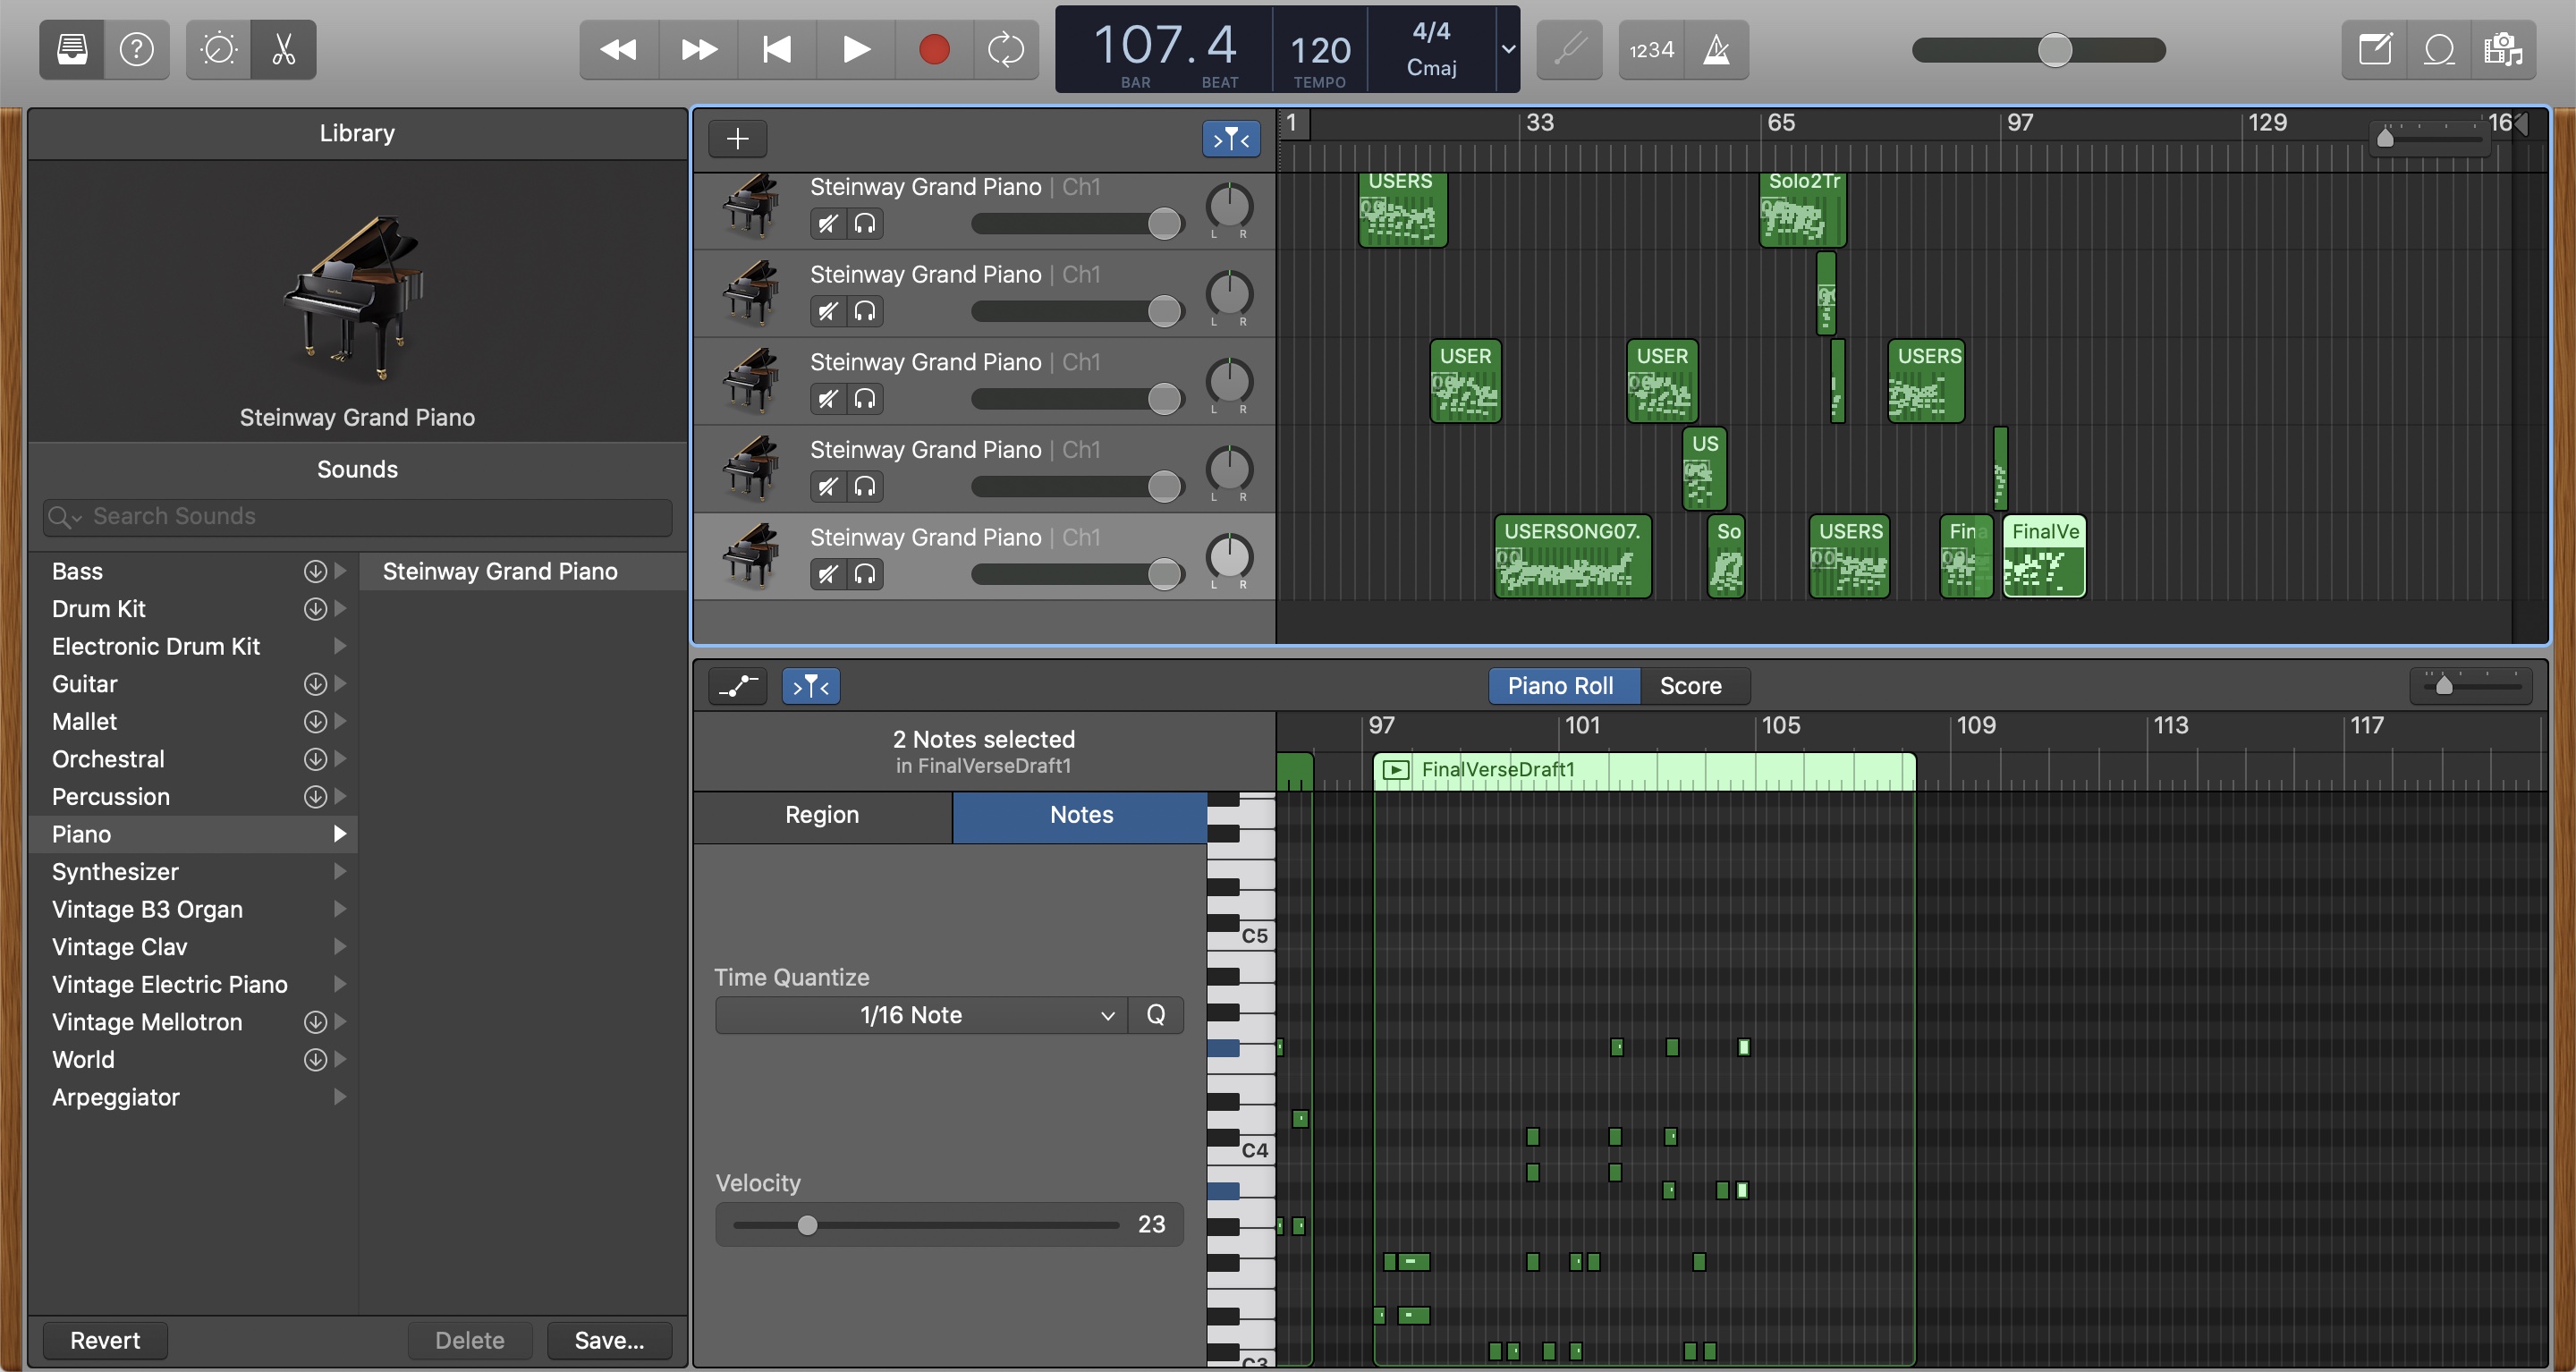 107.4
BAR BEAT
120
TEMPO
4/4
Cmaj
1234
Library
Steinway Grand Piano
Sounds
Search Sounds
Bass
Drum Kit
Electronic Drum Kit
Guitar
Mallet
Orchestral
Percussion
Piano
Synthesizer
Vintage B3 Organ
Vintage Clav
Vintage Electric Piano
Vintage Mellotron
World
Arpeggiator
Steinway Grand Piano
Revert
Delete
Save...
1 33 65 97 129 16
Steinway Grand Piano | Ch1
L R
USERS
Solo2Tr
Steinway Grand Piano | Ch1
L R
Steinway Grand Piano | Ch1
L R
USER
USER
USERS
Steinway Grand Piano | Ch1
L R
US
Steinway Grand Piano | Ch1
L R
USERSONG07.
So
USERS
Fina
FinalVe
Piano Roll
Score
2 Notes selected
in FinalVerseDraft1
97 101 105 109 113 117
FinalVerseDraft1
Region
Notes
Time Quantize
1/16 Note
Q
Velocity
23
C5
C4
C3